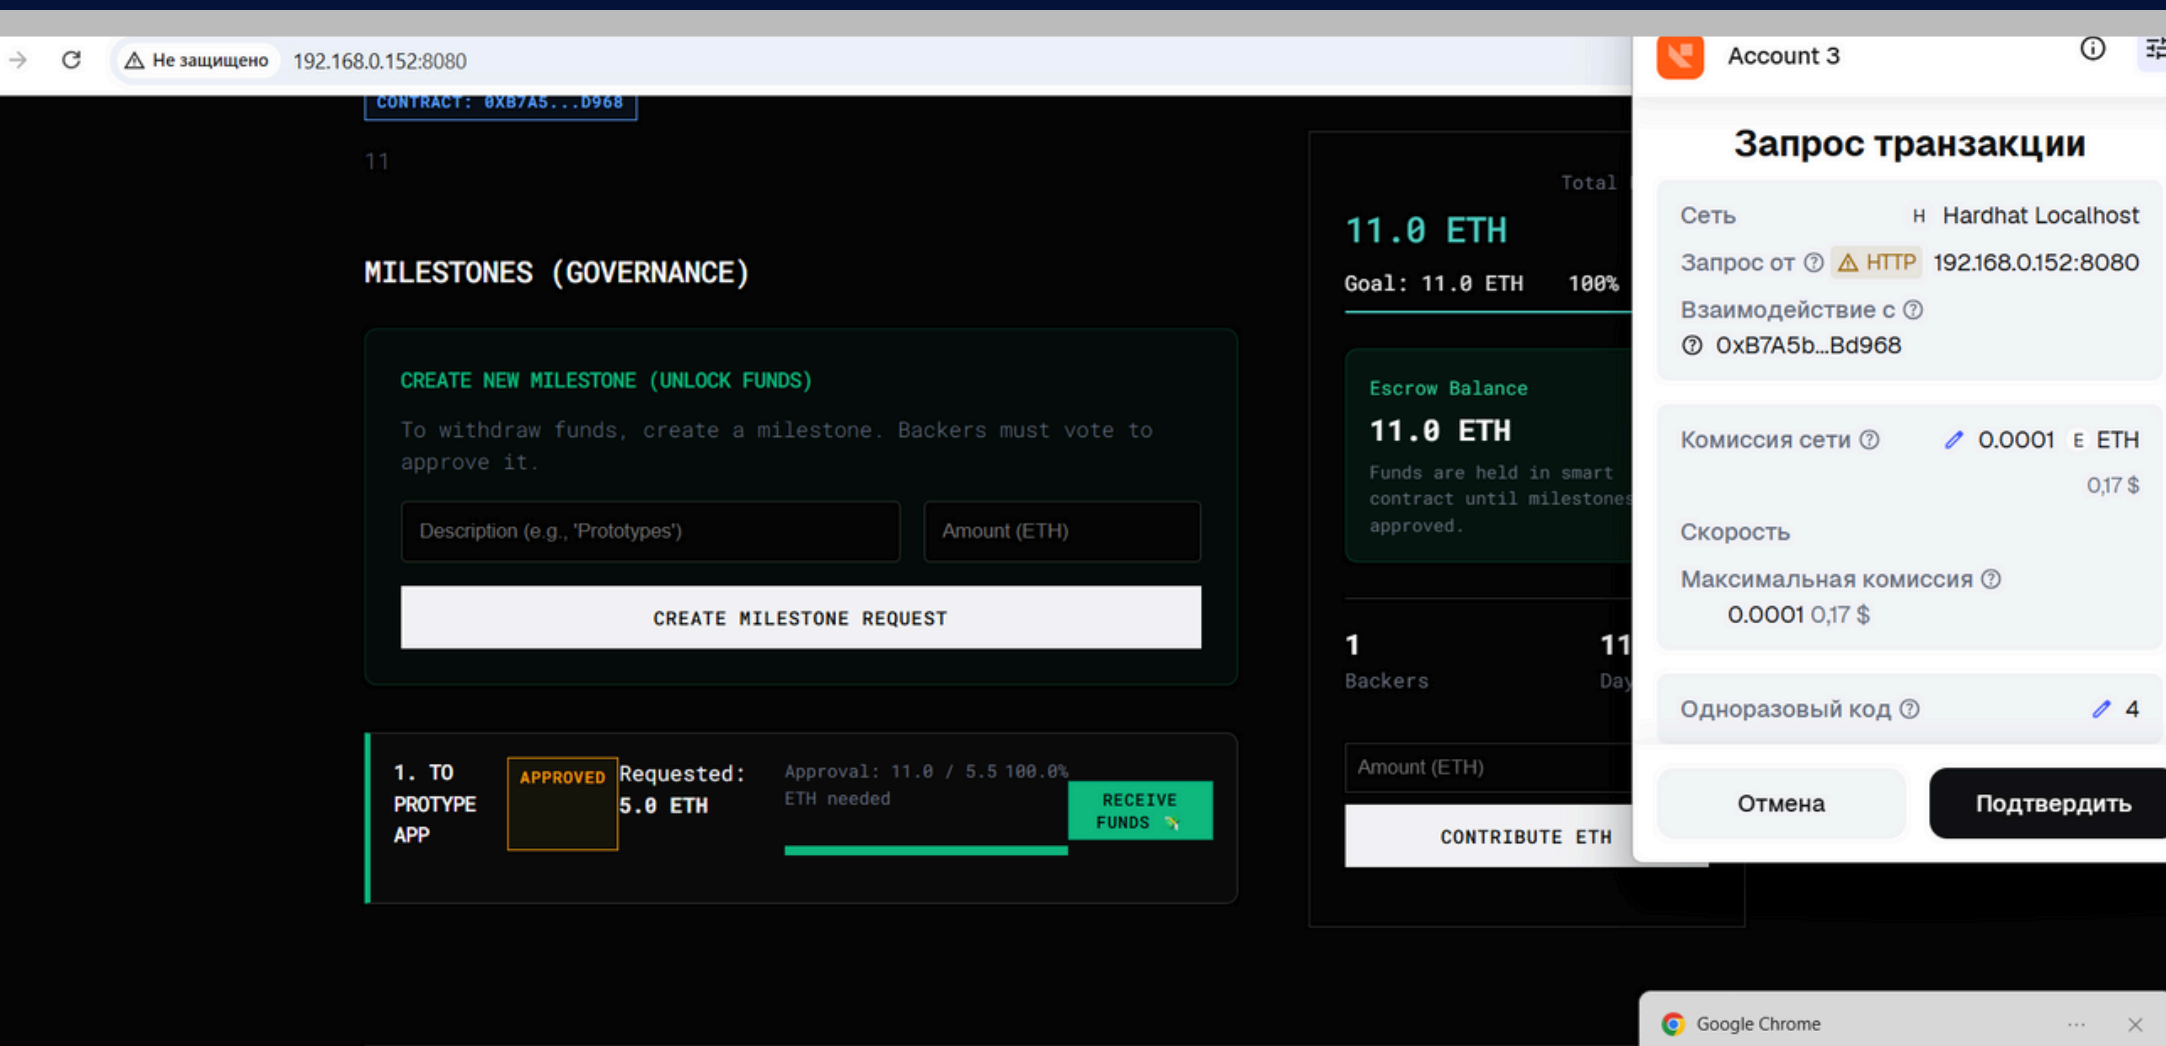 Не защищено 192.168.0.152:8080
CONTRACT: 0XB7A5...D968
11
MILESTONES (GOVERNANCE)
CREATE NEW MILESTONE (UNLOCK FUNDS)
To withdraw funds, create a milestone. Backers must vote to
approve it.
Description (e.g., 'Prototypes') Amount (ETH)
CREATE MILESTONE REQUEST
1. TO
PROTYPE
APP
APPROVED
Requested:
5.0 ETH
Approval: 11.0 / 5.5 100.0%
ETH needed
RECEIVE
FUNDS 💸
Total
11.0 ETH
Goal: 11.0 ETH 100%
Escrow Balance
11.0 ETH
Funds are held in smart
contract until milestones
approved.
1 11
Backers Day
Amount (ETH)
CONTRIBUTE ETH
Account 3
Запрос транзакции
Сеть H Hardhat Localhost
Запрос от HTTP 192.168.0.152:8080
Взаимодействие с
0xB7A5b...Bd968
Комиссия сети 0.0001 E ETH
0,17 $
Скорость
Максимальная комиссия
0.0001 0,17 $
Одноразовый код 4
Отмена Подтвердить
Google Chrome